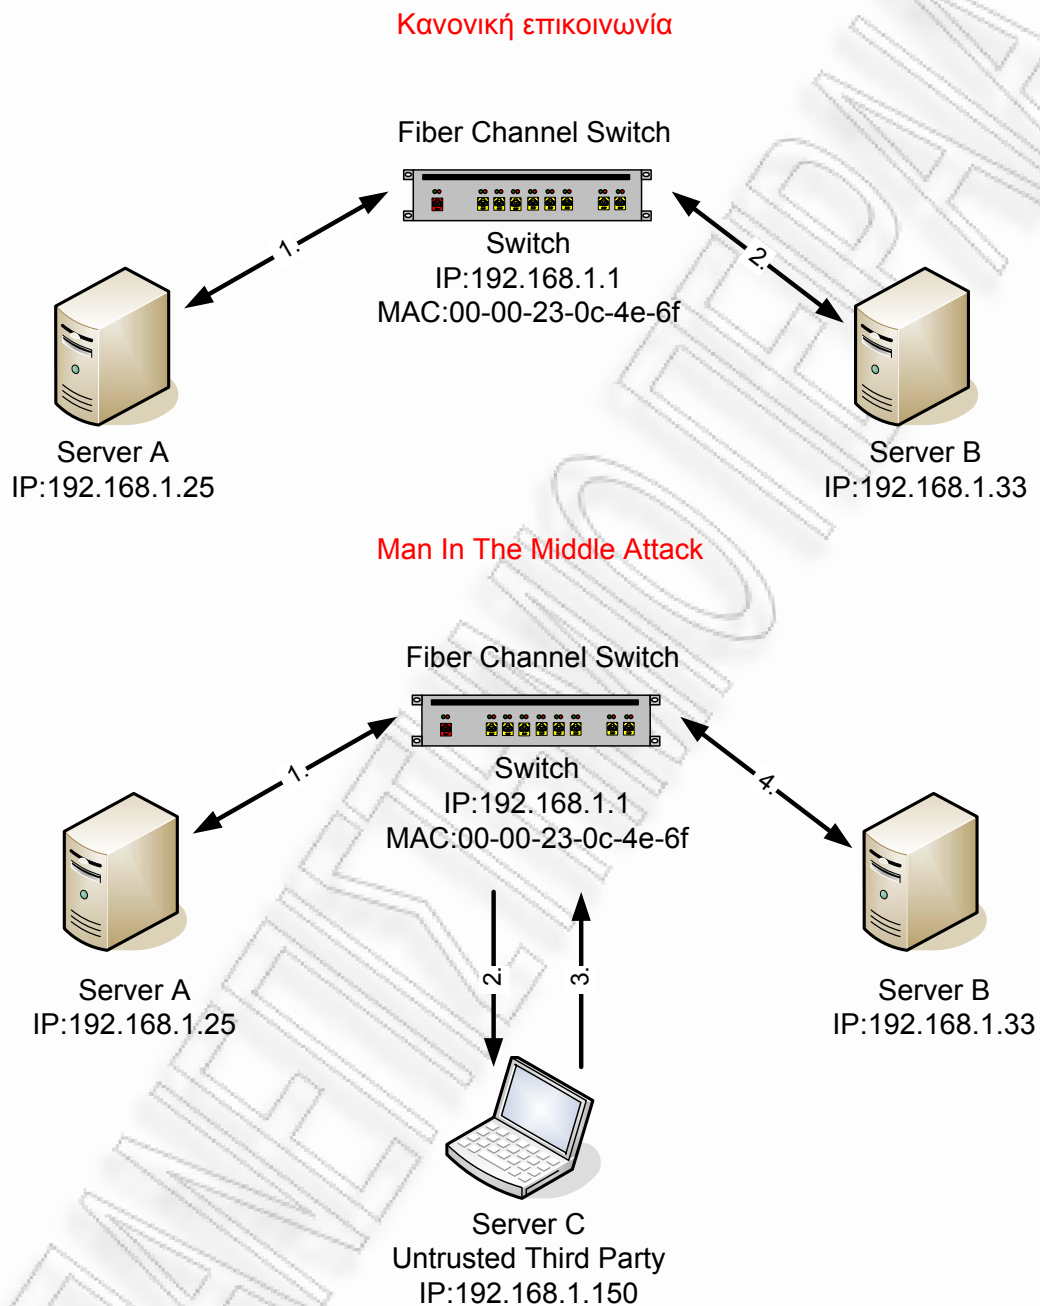 Κανονική επικοινωνία
Fiber Channel Switch
1.
2.
Switch
IP:192.168.1.1
MAC:00-00-23-0c-4e-6f
Server A
IP:192.168.1.25
Server B
IP:192.168.1.33
Man In The Middle Attack
Fiber Channel Switch
1.
4.
Switch
IP:192.168.1.1
MAC:00-00-23-0c-4e-6f
Server A
IP:192.168.1.25
2.
3.
Server B
IP:192.168.1.33
Server C
Untrusted Third Party
IP:192.168.1.150